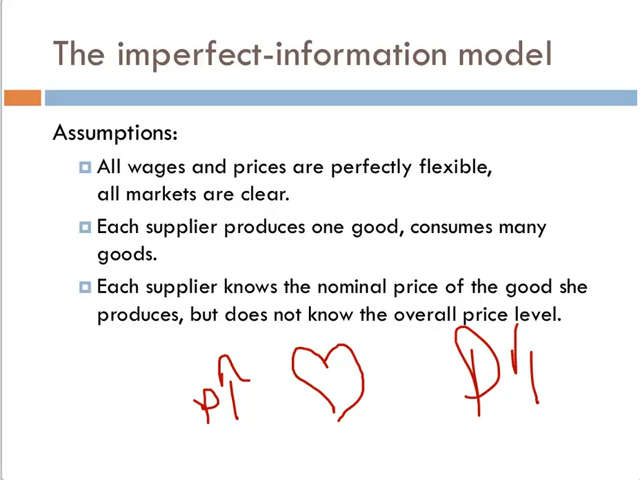 The imperfect-information model
Assumptions:
All wages and prices are perfectly flexible,
all markets are clear.
Each supplier produces one good, consumes many
goods.
Each supplier knows the nominal price of the good she
produces, but does not know the overall price level.